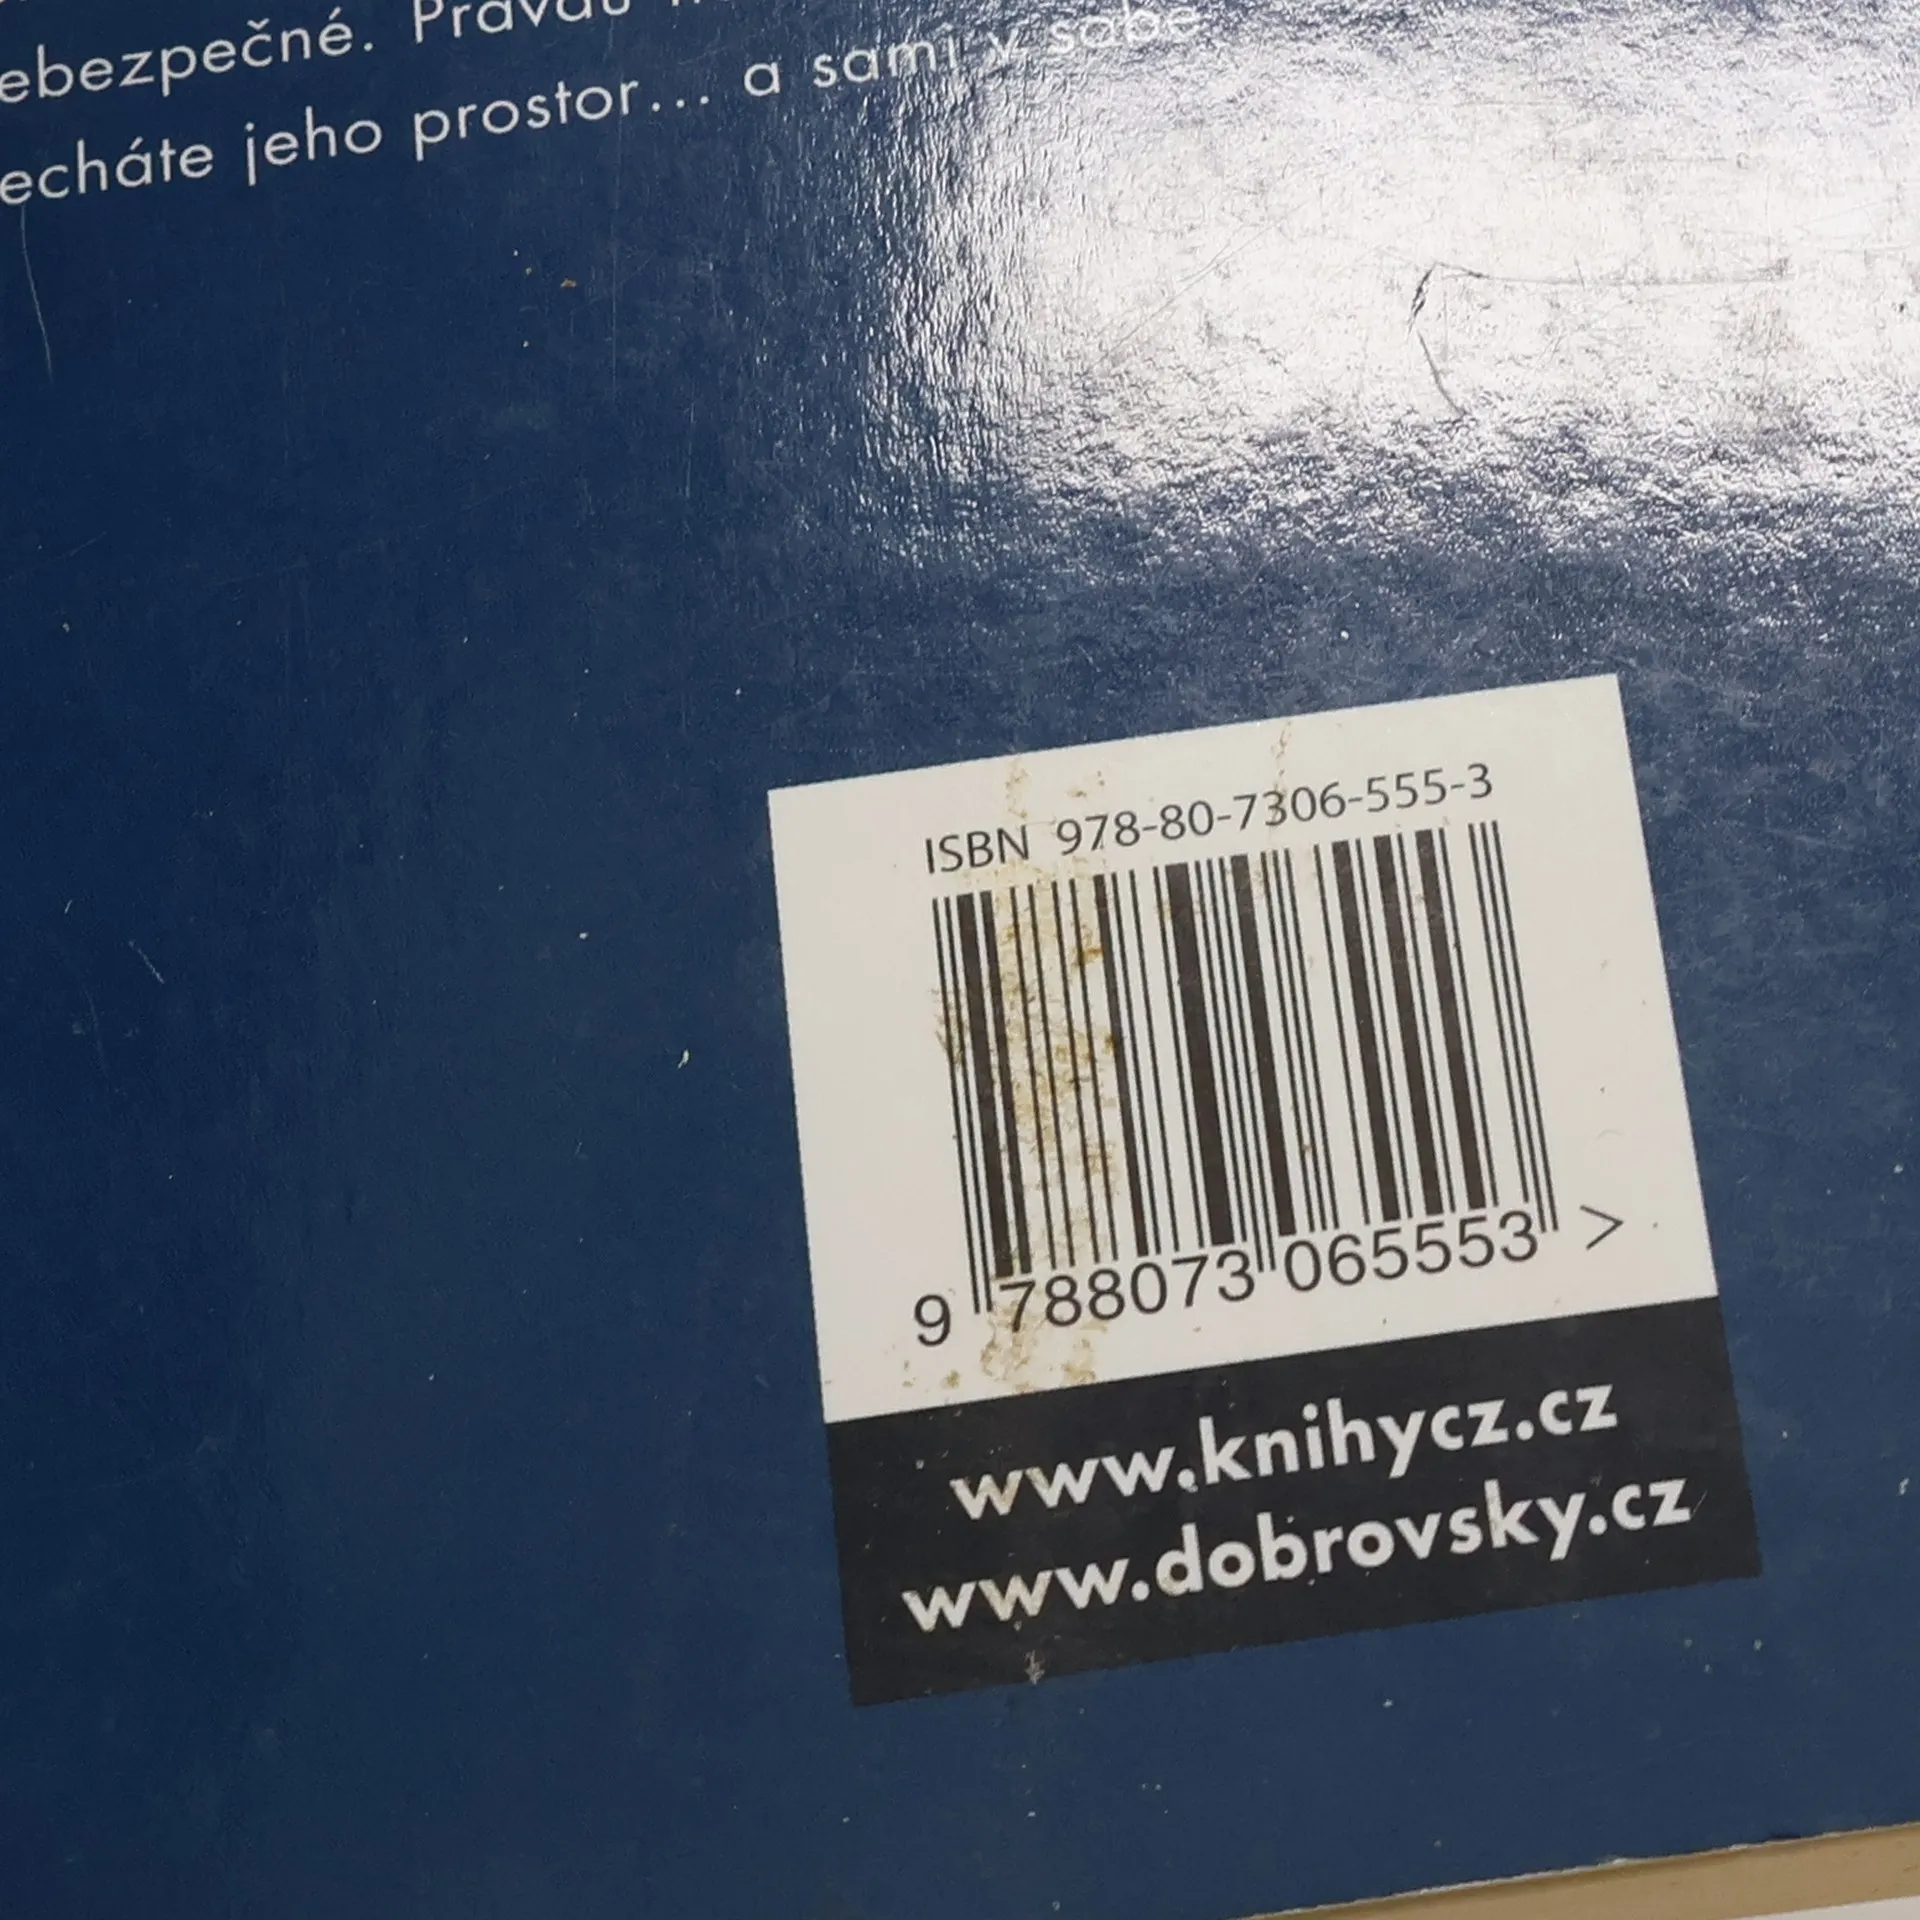 ebezpečné.
echáte jeho prostor... a sami v sobě
ISBN 978-80-7306-555-3
9 788073 065553 >
www.knihycz.cz
www.dobrovsky.cz